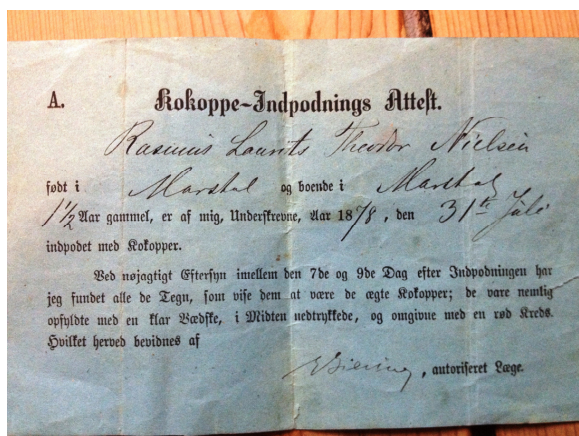 A. Kokoppe-Indpodnings Attest.
Rasmus Laurits Theodor Nielsen
født i Marstal og boende i Marstal
1½ Aar gammel, er af mig, Underskrevne, Aar 1878, den 31te Juli
indpodet med Kokopper.
Ved nøjagtigt Eftersyn imellem den 7de og 9de Dag efter Indpodningen har
jeg fundet alle de Tegn, som vise dem at være de ægte Kokopper; de vare nemlig
opfyldte med en klar Vædske, i Midten nedtrykkede, og omgivne med en rød Kreds.
Hvilket herved bevidnes af
, autoriseret Læge.